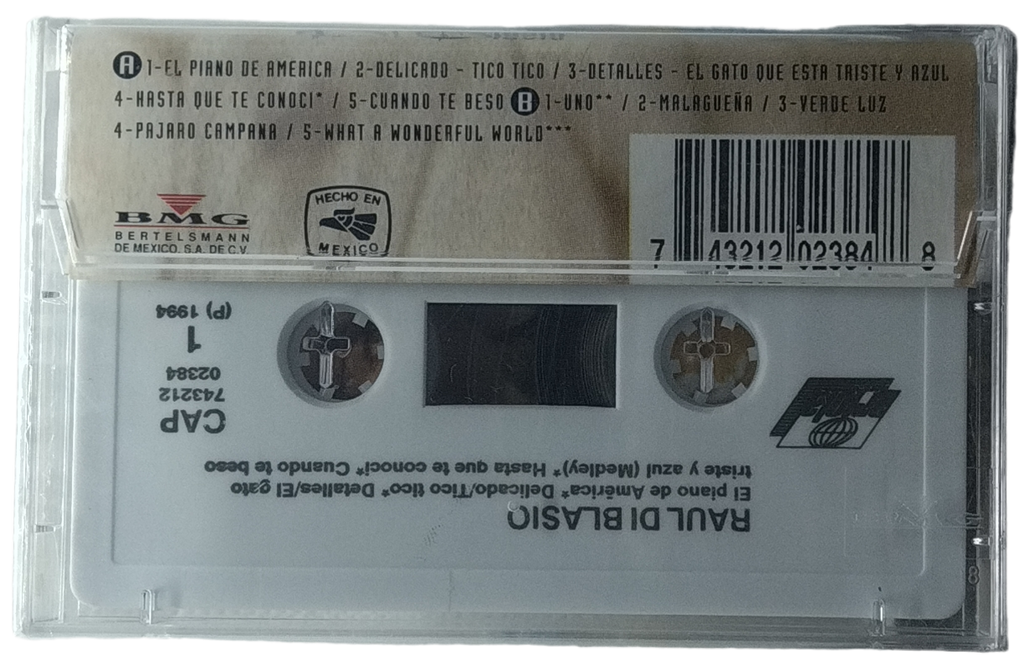 A 1-EL PIANO DE AMERICA / 2-DELICADO - TICO TICO / 3-DETALLES - EL GATO QUE ESTA TRISTE Y AZUL
4-HASTA QUE TE CONOCI* / 5-CUANDO TE BESO B 1-UNO** / 2-MALAGUEÑA / 3-VERDE LUZ
4-PAJARO CAMPANA / 5-WHAT A WONDERFUL WORLD***
BMG
BERTELSMANN
DE MEXICO, S.A. DE C.V.
HECHO EN
MEXICO
7 43212 02384 8
RAUL DI BLASIO
El piano de América* Delicado/Tico tico* Detalles/El gato
triste y azul (Medley)* Hasta que te conoci* Cuando te beso
CAP
743212
02384
1
(P) 1994